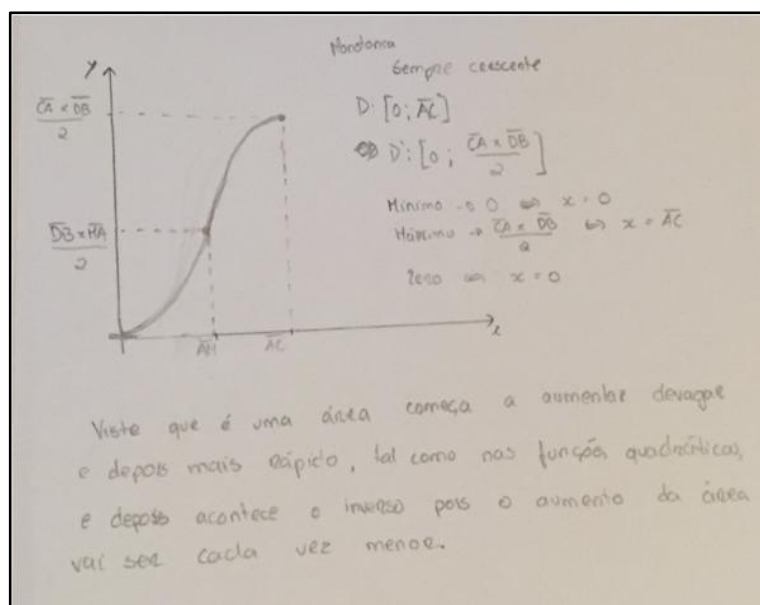 Monotonia
Sempre crescente
y
CA × DB
2
D: [0; AC]
⇔ D': [0; CA × DB / 2]
Mínimo → 0 ⇔ x = 0
Máximo → CA × DB / 2 ⇔ x = AC
DB × MA
2
Zero ⇔ x = 0
x
AM AC
Visto que é uma área começa a aumentar devagar
e depois mais rápido, tal como nas funções quadráticas,
e depois acontece o inverso pois o aumento da área
vai ser cada vez menor.